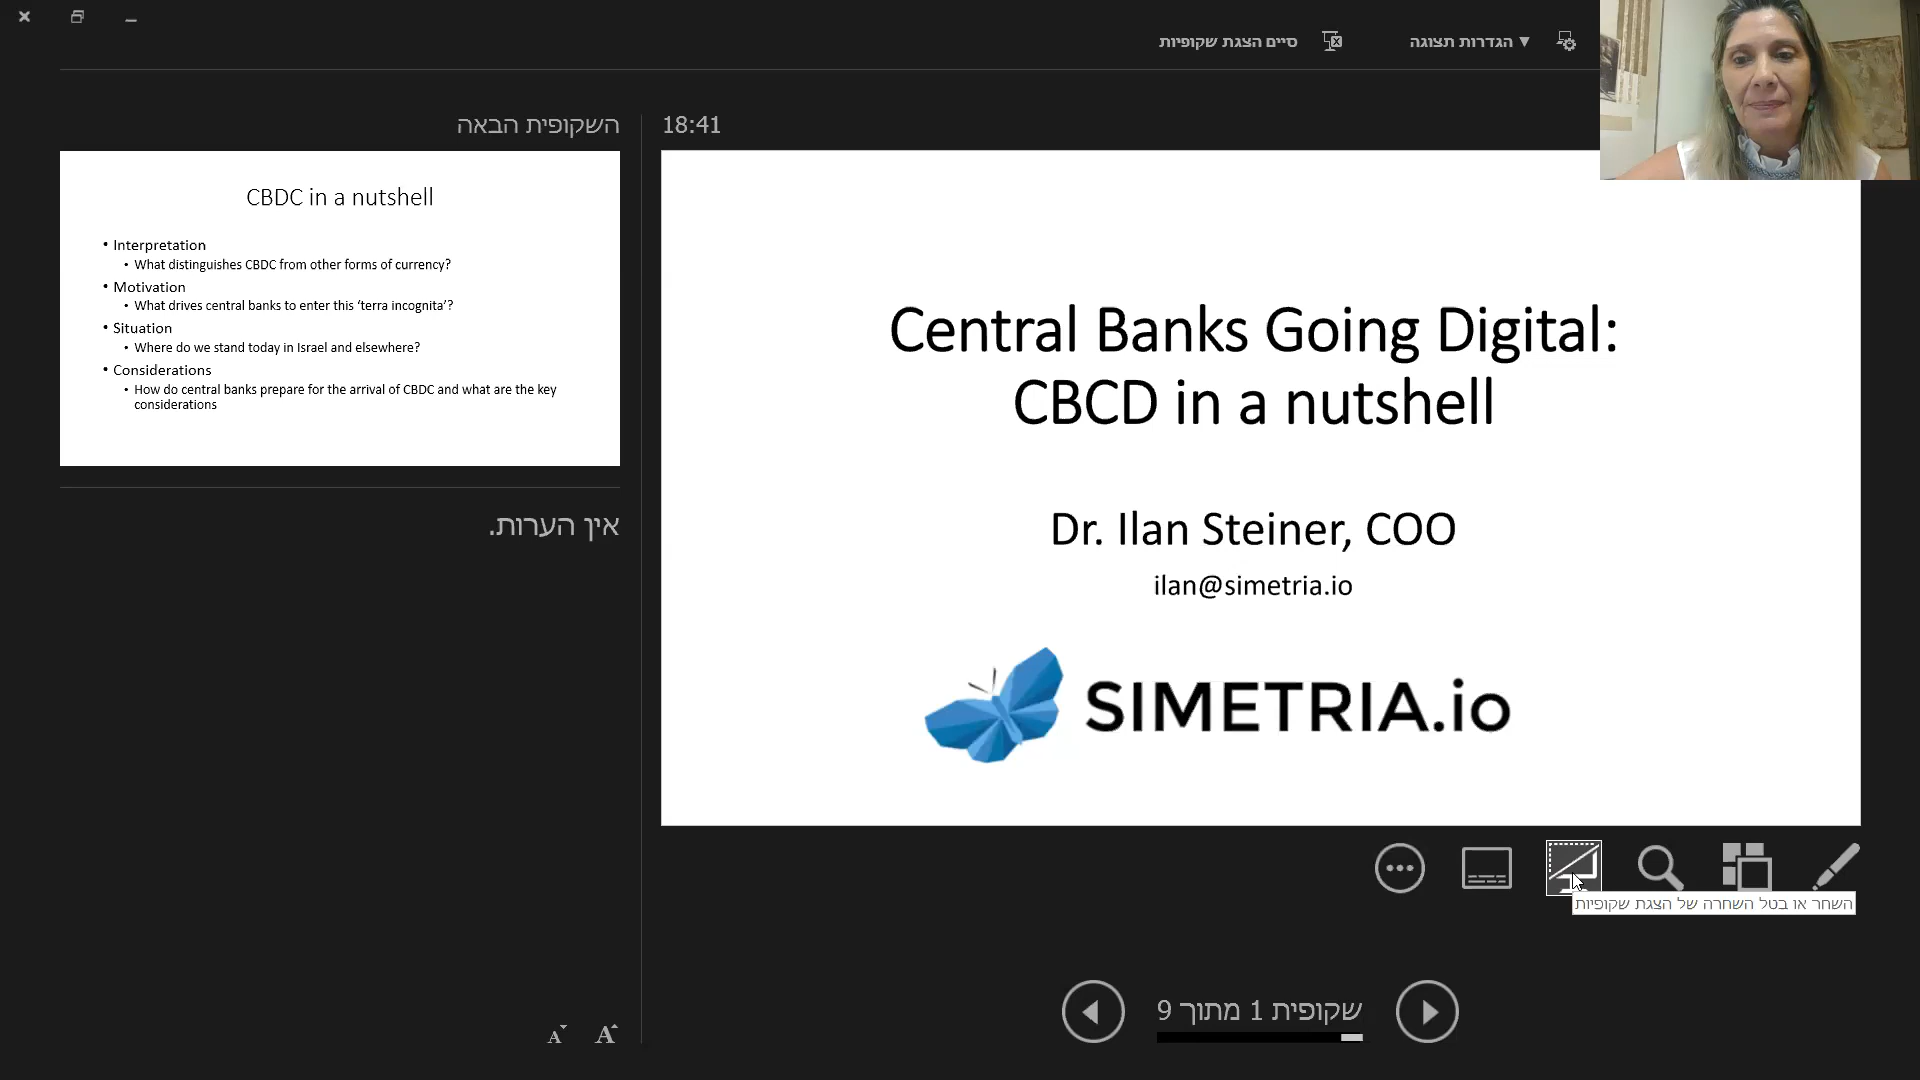 סיים הצגת שקופיות
הגדרות תצוגה ▼
השקופית הבאה
18:41
CBDC in a nutshell
• Interpretation
• What distinguishes CBDC from other forms of currency?
• Motivation
• What drives central banks to enter this ‘terra incognita’?
• Situation
• Where do we stand today in Israel and elsewhere?
• Considerations
• How do central banks prepare for the arrival of CBDC and what are the key
considerations
אין הערות.
Central Banks Going Digital:
CBCD in a nutshell
Dr. Ilan Steiner, COO
ilan@simetria.io
SIMETRIA.io
השחר או בטל השחרה של הצגת שקופיות
שקופית 1 מתוך 9
A A